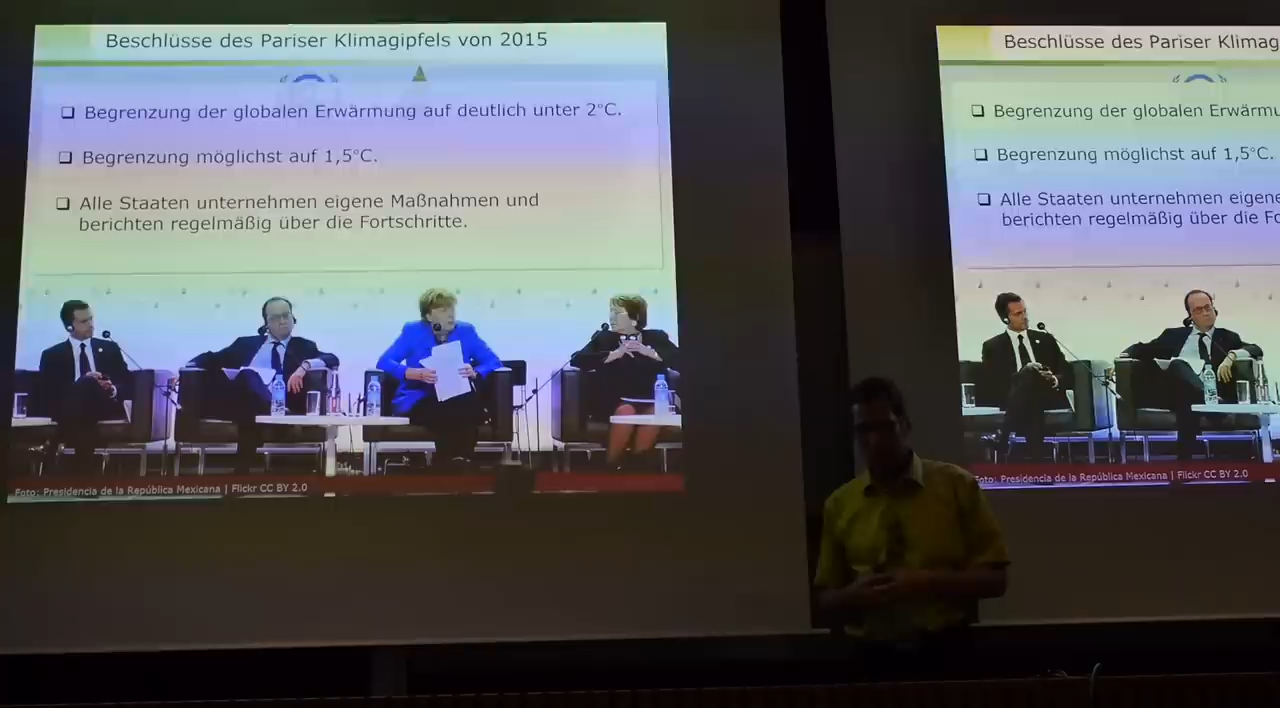 Beschlüsse des Pariser Klimagipfels von 2015
❑ Begrenzung der globalen Erwärmung auf deutlich unter 2°C.
❑ Begrenzung möglichst auf 1,5°C.
❑ Alle Staaten unternehmen eigene Maßnahmen und
berichten regelmäßig über die Fortschritte.
Foto: Presidencia de la República Mexicana | Flickr CC BY 2.0
Beschlüsse des Pariser Klimag
❑ Begrenzung der globalen Erwärmu
❑ Begrenzung möglichst auf 1,5°C.
❑ Alle Staaten unternehmen eigene
berichten regelmäßig über die Fo
Foto: Presidencia de la República Mexicana | Flickr CC BY 2.0